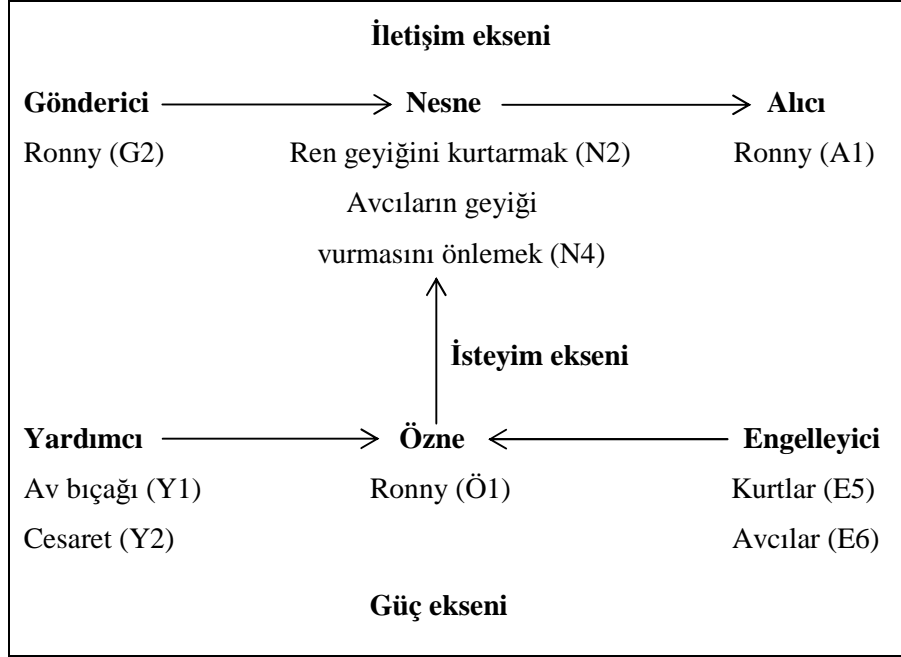 İletişim ekseni
Gönderici Nesne Alıcı
Ronny (G2) Ren geyiğini kurtarmak (N2) Ronny (A1)
Avcıların geyiği
vurmasını önlemek (N4)
İsteyim ekseni
Yardımcı Özne Engelleyici
Av bıçağı (Y1) Ronny (Ö1) Kurtlar (E5)
Cesaret (Y2) Avcılar (E6)
Güç ekseni